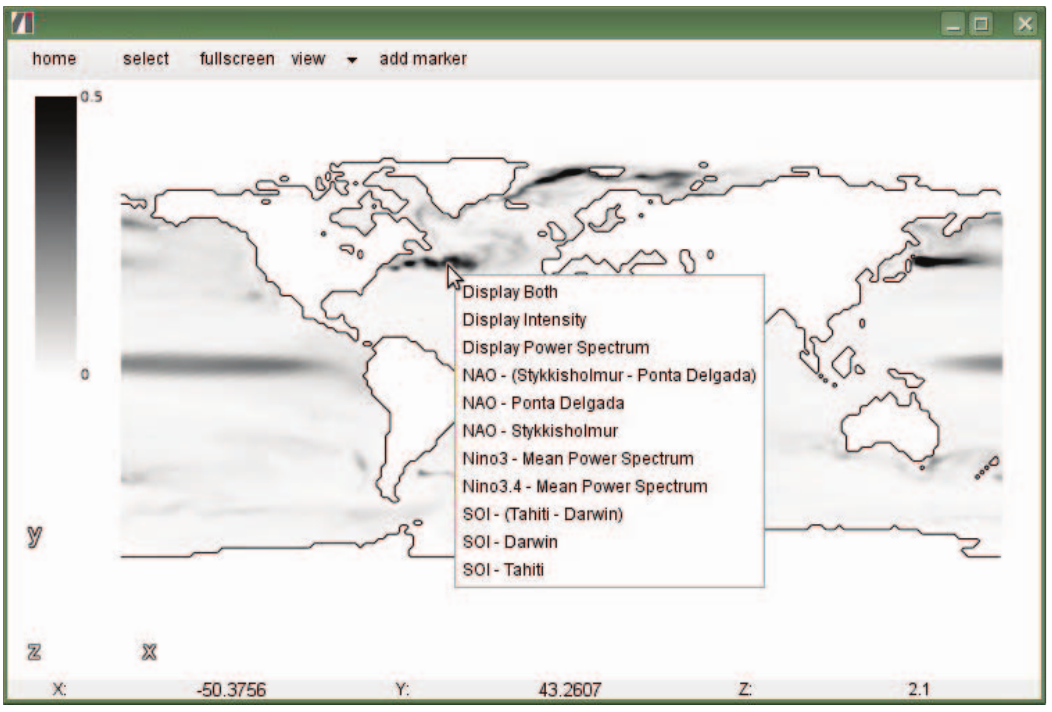 home select fullscreen view add marker
0.5
0
Display Both
Display Intensity
Display Power Spectrum
NAO - (Stykkisholmur - Ponta Delgada)
NAO - Ponta Delgada
NAO - Stykkisholmur
Nino3 - Mean Power Spectrum
Nino3.4 - Mean Power Spectrum
SOI - (Tahiti - Darwin)
SOI - Darwin
SOI - Tahiti
y
z x
X: -50.3756 Y: 43.2607 Z: 2.1